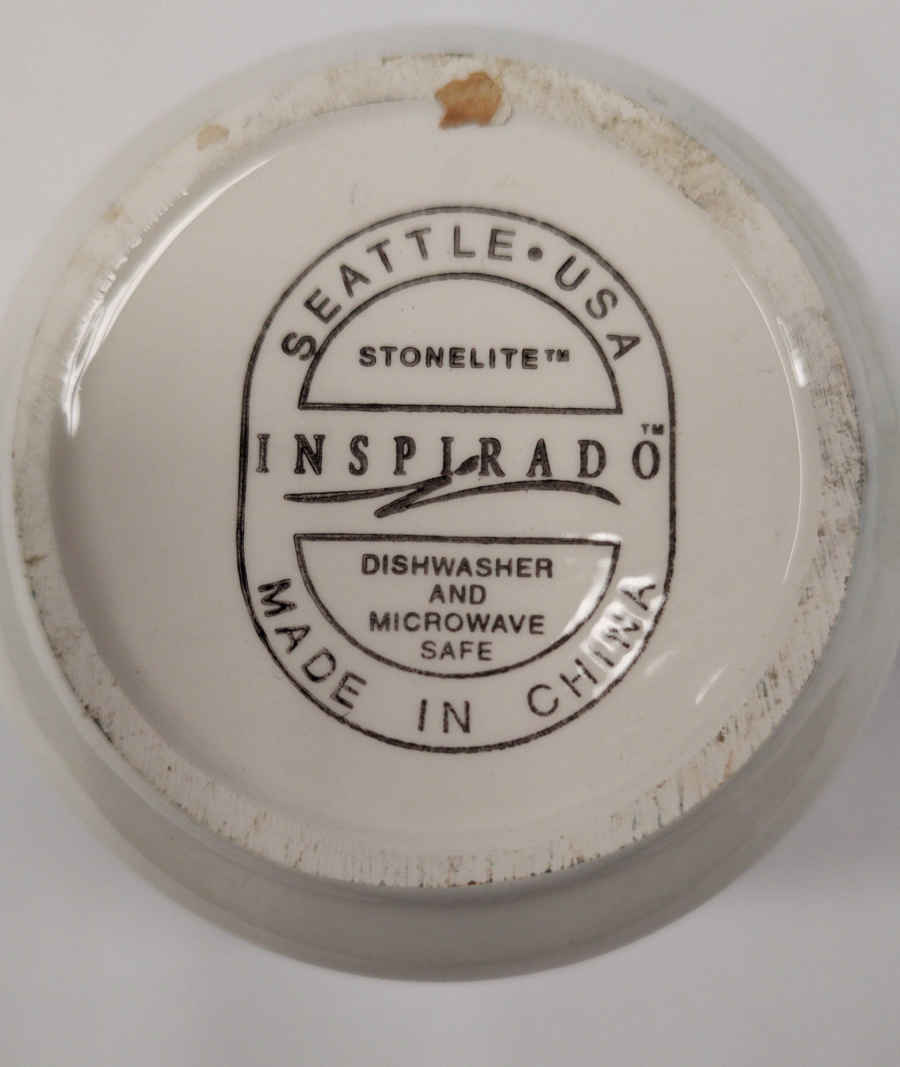 SEATTLE • USA
STONELITE™
INSPIRADO™
DISHWASHER
AND
MICROWAVE
SAFE
MADE IN CHINA